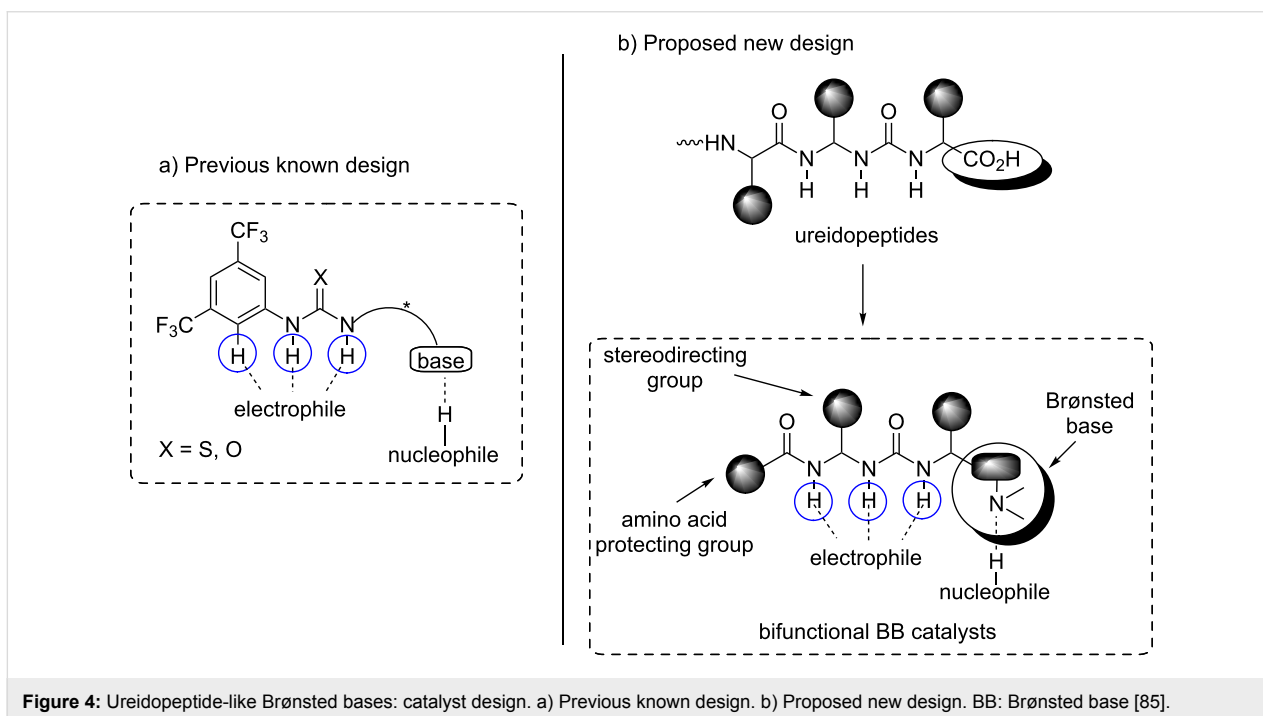 a) Previous known design
CF3
F3C
X
N
N
H
H
H
base
electrophile
H
nucleophile
X = S, O
b) Proposed new design
HN
O
N
H
N
H
O
N
H
CO2H
ureidopeptides
stereodirecting
group
Brønsted
base
O
N
H
N
H
O
N
H
N
amino acid
protecting group
electrophile
H
nucleophile
bifunctional BB catalysts
*
Figure 4: Ureidopeptide-like Brønsted bases: catalyst design. a) Previous known design. b) Proposed new design. BB: Brønsted base [85].